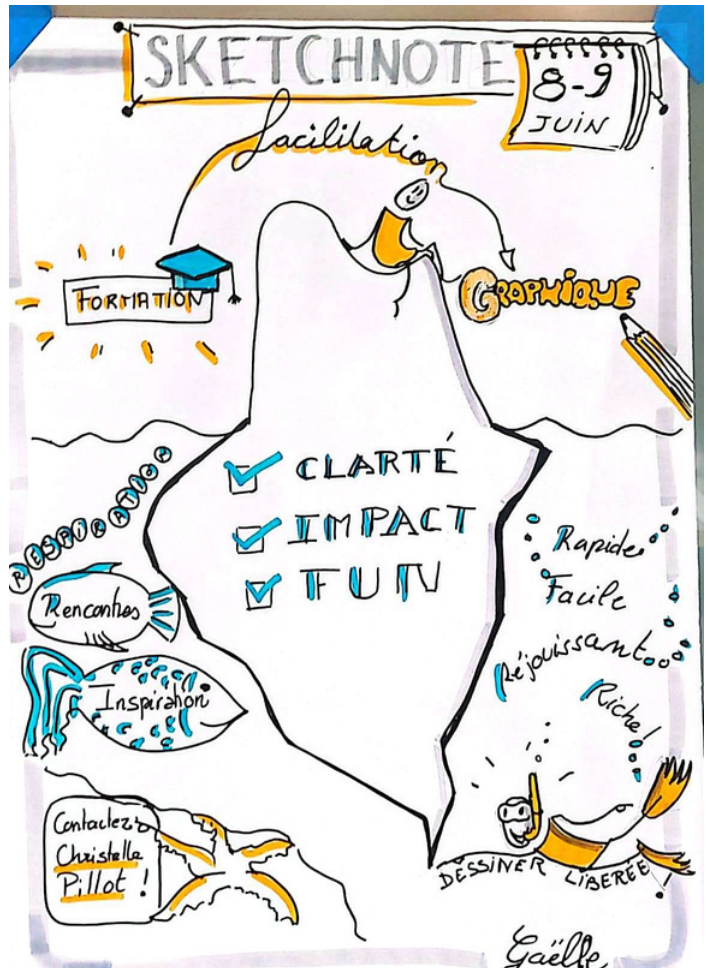 SKETCHNOTE
8-9
JUIN
facilitation
FORMATION
GRAPHIQUE
CLARTÉ
IMPACT
FUN
RESPIRATION
Rencontres
Inspiration
Rapide
Facile
Réjouissant...
Riche!
Contactez
Christelle
Pillot !
DESSINER LIBERÉE !
Gaëlle